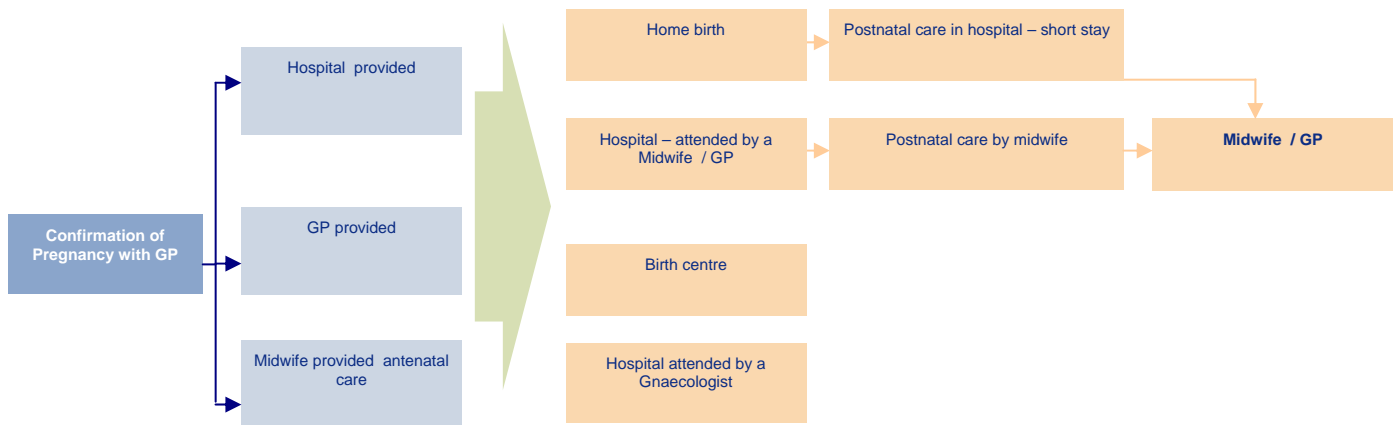 Confirmation of
Pregnancy with GP
Hospital provided
GP provided
Midwife provided antenatal
care
Home birth
Postnatal care in hospital – short stay
Hospital – attended by a
Midwife / GP
Postnatal care by midwife
Midwife / GP
Birth centre
Hospital attended by a
Gnaecologist